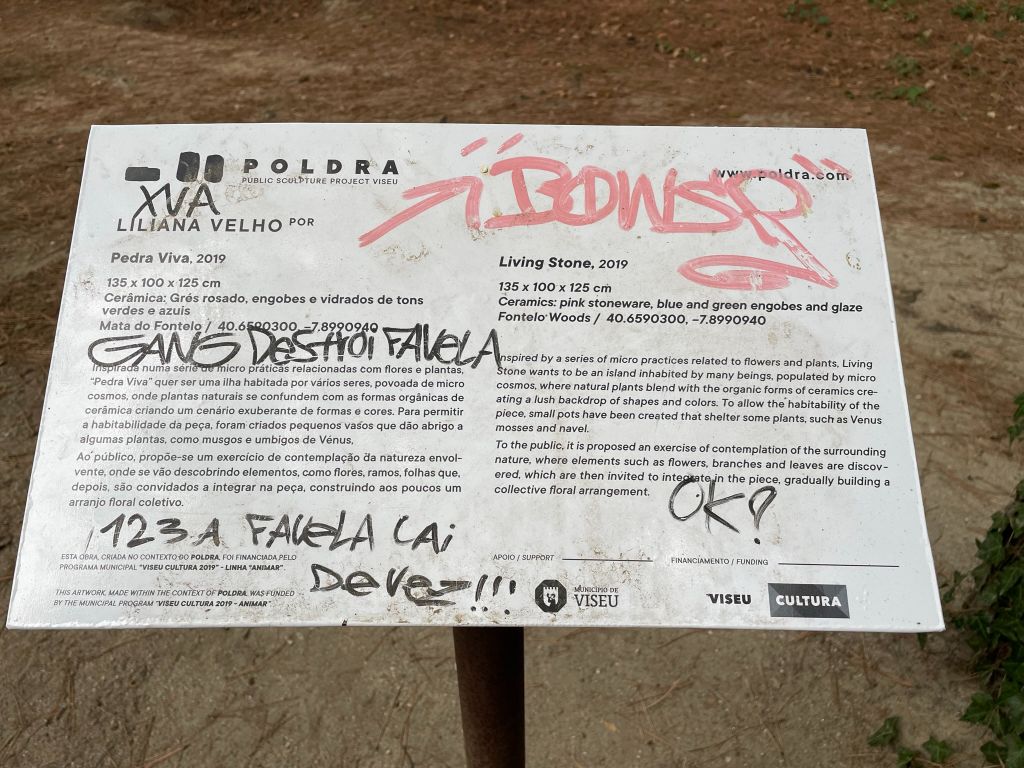 POLDRA
PUBLIC SCULPTURE PROJECT VISEU
www.poldra.com
BOWSR
XVA
LILIANA VELHO POR
Pedra Viva, 2019
135 x 100 x 125 cm
Cerâmica: Grés rosado, engobes e vidrados de tons
verdes e azuis
Mata do Fontelo / 40.6590300, -7.8990940
GANG DESTROI FAVELA
Inspirada numa série de micro práticas relacionadas com flores e plantas,
"Pedra Viva" quer ser uma ilha habitada por vários seres, povoada de micro
cosmos, onde plantas naturais se confundem com as formas orgânicas de
cerâmica criando um cenário exuberante de formas e cores. Para permitir
a habitabilidade da peça, foram criados pequenos vasos que dão abrigo a
algumas plantas, como musgos e umbigos de Vénus.
Ao público, propõe-se um exercício de contemplação da natureza envol-
vente, onde se vão descobrindo elementos, como flores, ramos, folhas que,
depois, são convidados a integrar na peça, construindo aos poucos um
arranjo floral coletivo.
Living Stone, 2019
135 x 100 x 125 cm
Ceramics: pink stoneware, blue and green engobes and glaze
Fontelo Woods / 40.6590300, -7.8990940
Inspired by a series of micro practices related to flowers and plants, Living
Stone wants to be an island inhabited by many beings, populated by micro
cosmos, where natural plants blend with the organic forms of ceramics cre-
ating a lush backdrop of shapes and colors. To allow the habitability of the
piece, small pots have been created that shelter some plants, such as Venus
mosses and navel.
To the public, it is proposed an exercise of contemplation of the surrounding
nature, where elements such as flowers, branches and leaves are discov-
ered, which are then invited to integrate in the piece, gradually building a
collective floral arrangement.
OK?
123 A FAVELA CAi
DeVez!!!
ESTA OBRA, CRIADA NO CONTEXTO DO POLDRA, FOI FINANCIADA PELO
PROGRAMA MUNICIPAL "VISEU CULTURA 2019" - LINHA "ANIMAR".
THIS ARTWORK, MADE WITHIN THE CONTEXT OF POLDRA, WAS FUNDED
BY THE MUNICIPAL PROGRAM "VISEU CULTURA 2019 - ANIMAR"
APOIO / SUPPORT
MUNICÍPIO DE
VISEU
FINANCIAMENTO / FUNDING
VISEU CULTURA